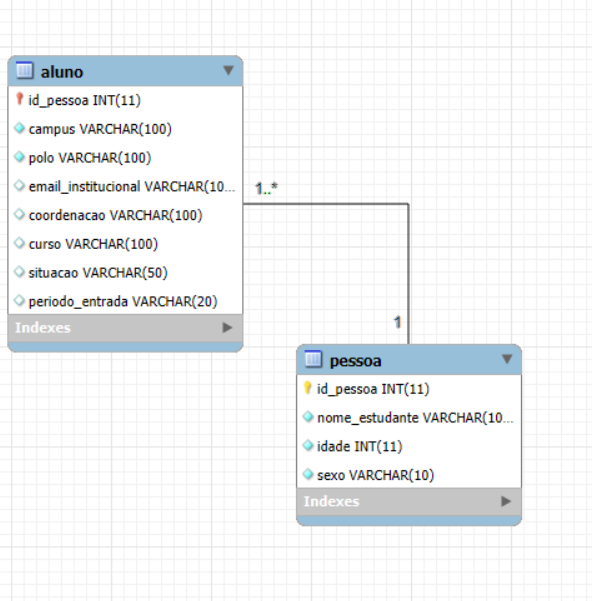 aluno
id_pessoa INT(11)
campus VARCHAR(100)
polo VARCHAR(100)
email_institucional VARCHAR(10...
coordenacao VARCHAR(100)
curso VARCHAR(100)
situacao VARCHAR(50)
periodo_entrada VARCHAR(20)
Indexes
1..*
1
pessoa
id_pessoa INT(11)
nome_estudante VARCHAR(10...
idade INT(11)
sexo VARCHAR(10)
Indexes